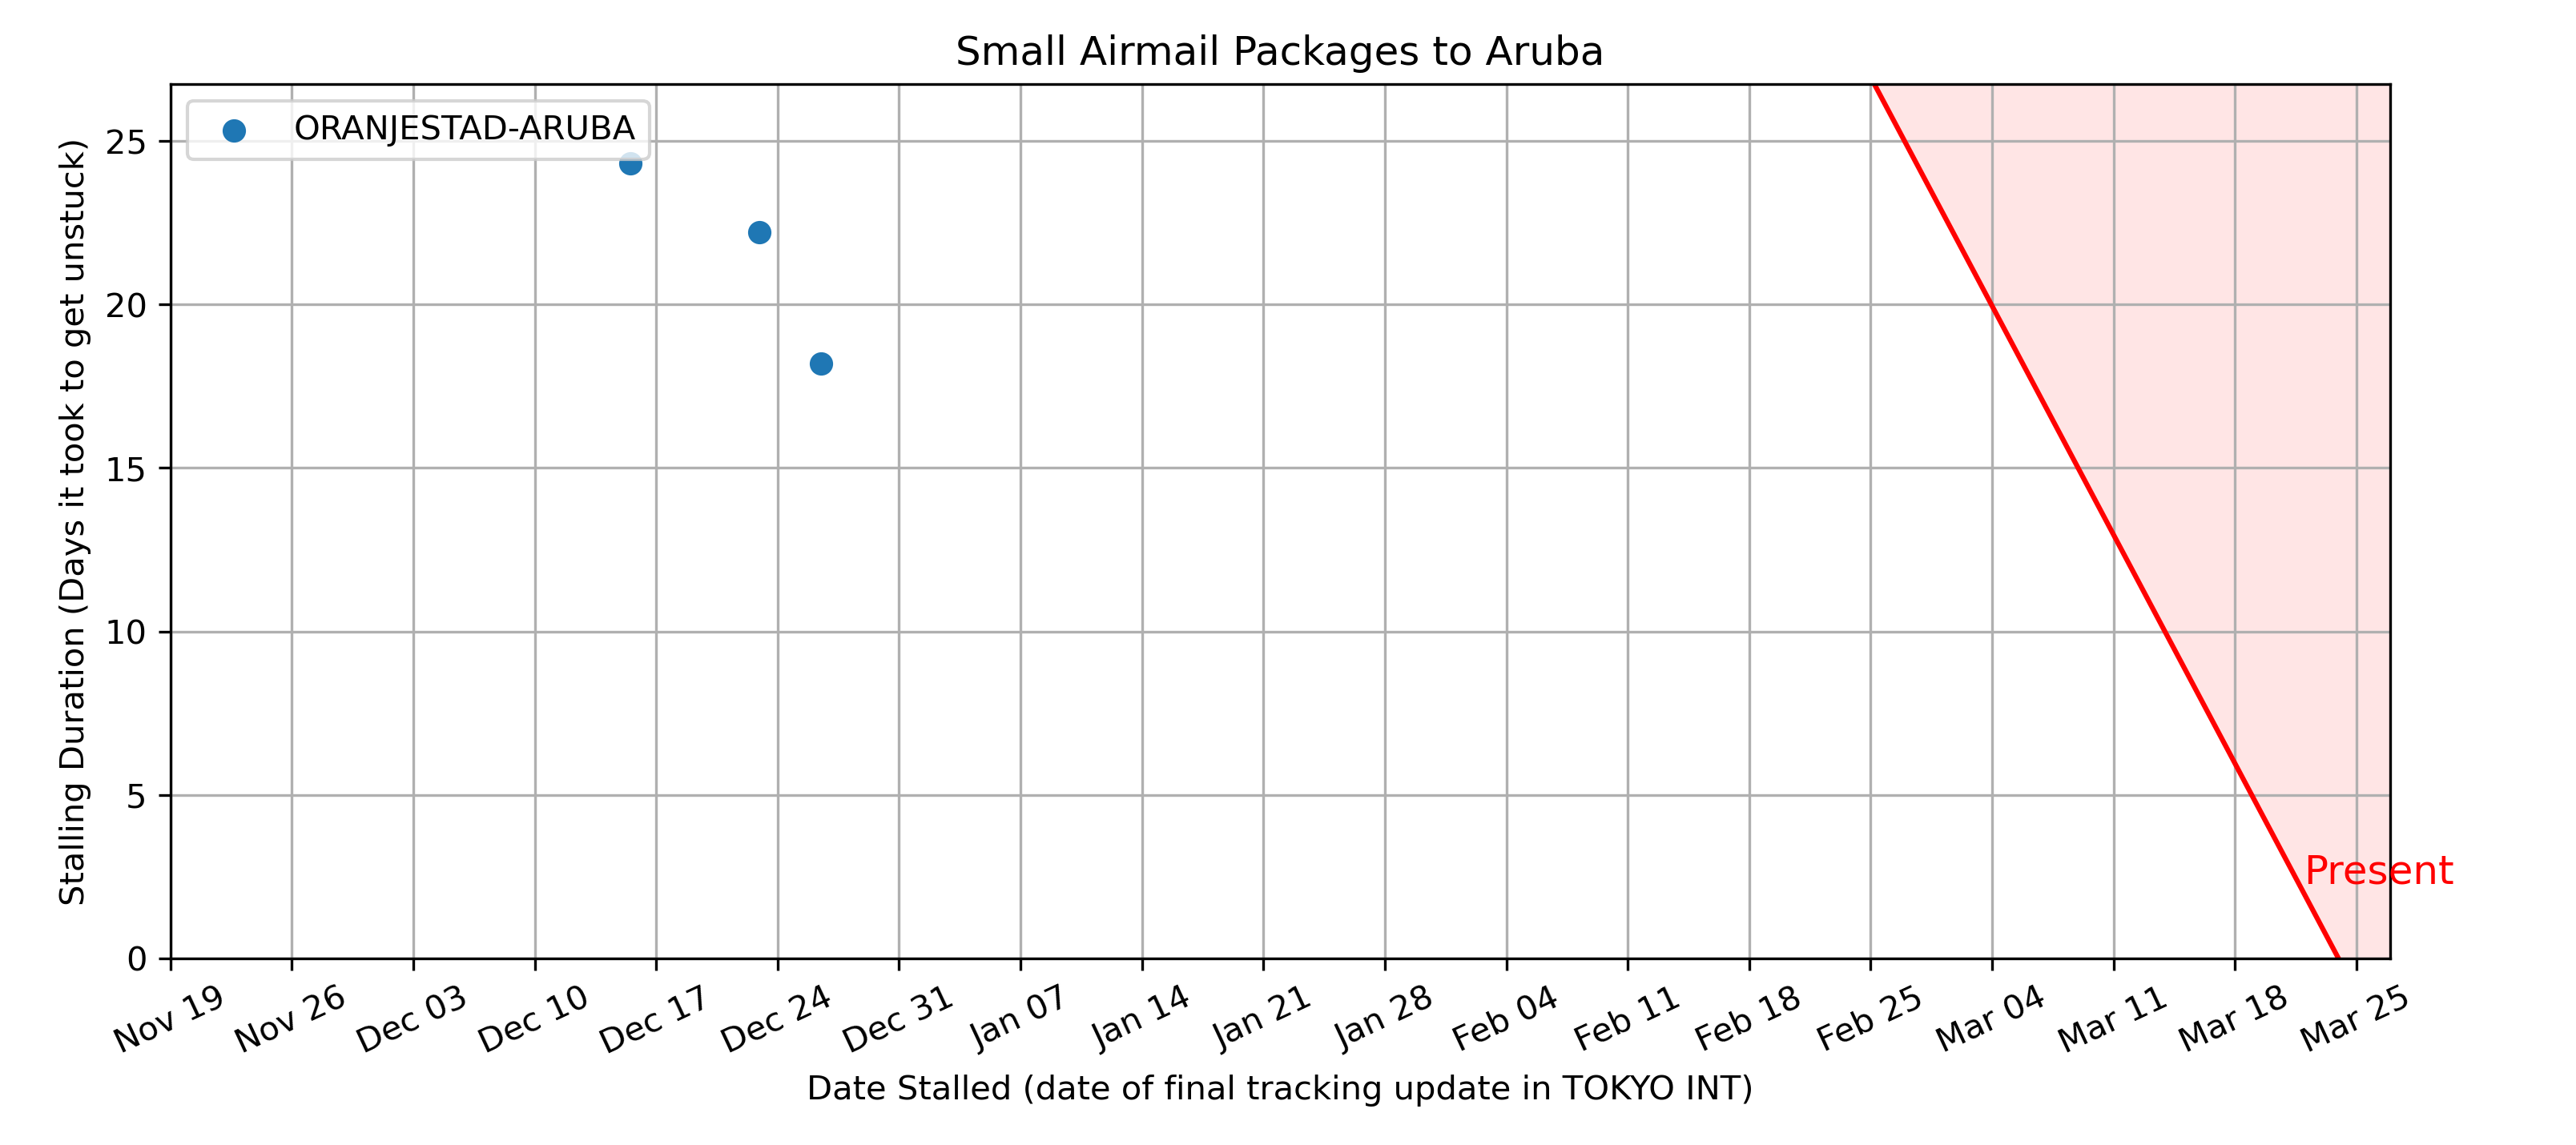 Small Airmail Packages to Aruba
ORANJESTAD-ARUBA
Stalling Duration (Days it took to get unstuck)
25
20
15
10
5
0
Present
Nov 19
Nov 26
Dec 03
Dec 10
Dec 17
Dec 24
Dec 31
Jan 07
Jan 14
Jan 21
Jan 28
Feb 04
Feb 11
Feb 18
Feb 25
Mar 04
Mar 11
Mar 18
Mar 25
Date Stalled (date of final tracking update in TOKYO INT)